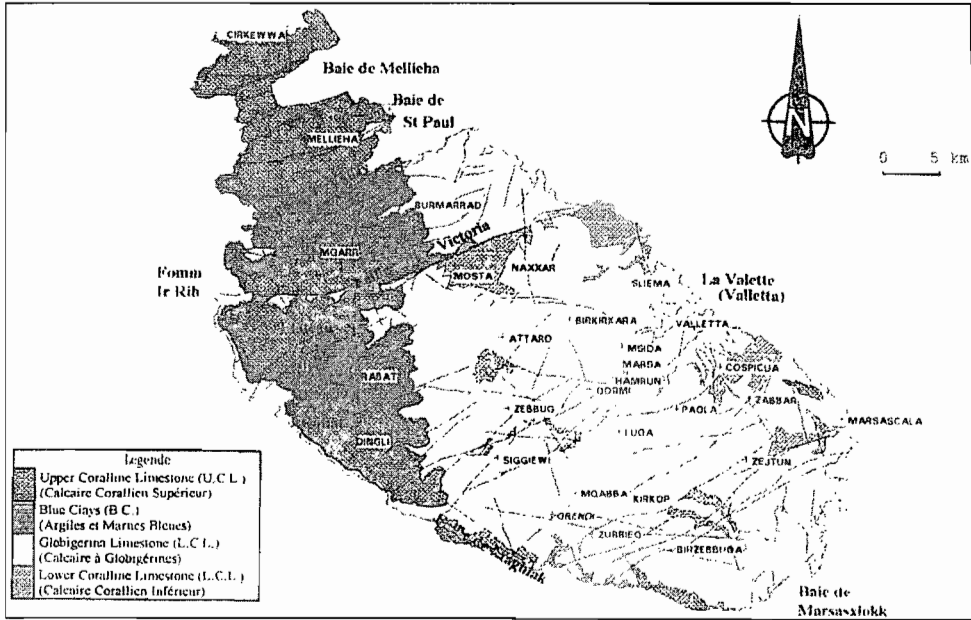 CIRKEWWA
Baie de Mellieha
Baie de
St Paul
MELLIEHA
N
0 5 km
BURMARRAD
Victoria
MGARR
MOSTA
NAXXAR
Fomm
Ir Rih
SLIEMA
La Valette
(Valletta)
BIRKIRKARA
VALLETTA
ATTARD
MSIDA
MARSA
COSPICUA
RABAT
HAMRUN
QORMI
ZEBBUG
PAOLA
ZABBAR
MARSASCALA
LUQA
DINGLI
SIGGIEWI
ZEJTUN
MQABBA
KIRKOP
QRENDI
ZURRIEQ
BIRZEBBUGA
Baie de
Marsasxlokk
Legende
Upper Coralline Limestone (U.C.L.)
(Calcaire Corallien Supérieur)
Blue Clays (B.C.)
(Argiles et Marnes Bleues)
Globigerina Limestone (L.C.L.)
(Calcaire à Globigérines)
Lower Coralline Limestone (L.C.L.)
(Calcaire Corallien Inférieur)